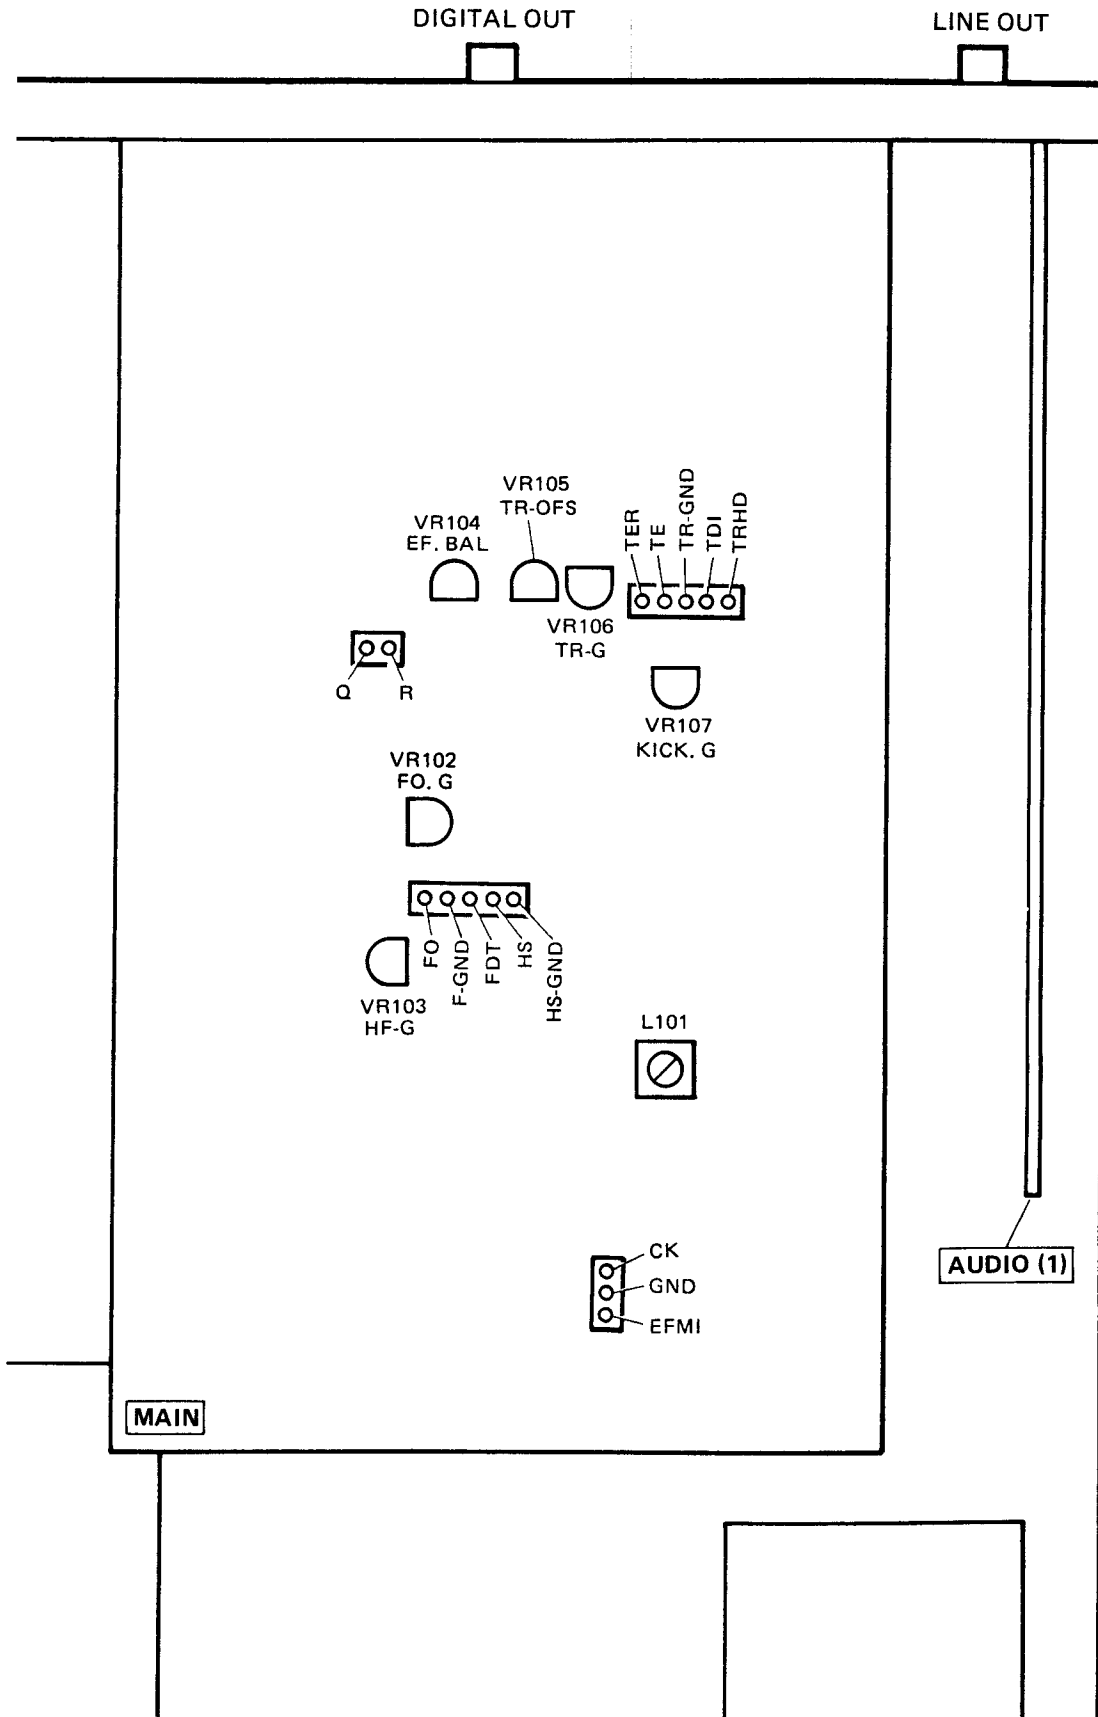 DIGITAL OUT
LINE OUT
VR105
TR-OFS
VR104
EF. BAL
TER
TE
TR-GND
TDI
TRHD
VR106
TR-G
Q
R
VR107
KICK. G
VR102
FO. G
FO
F-GND
FDT
HS
HS-GND
VR103
HF-G
L101
CK
GND
EFMI
AUDIO (1)
MAIN